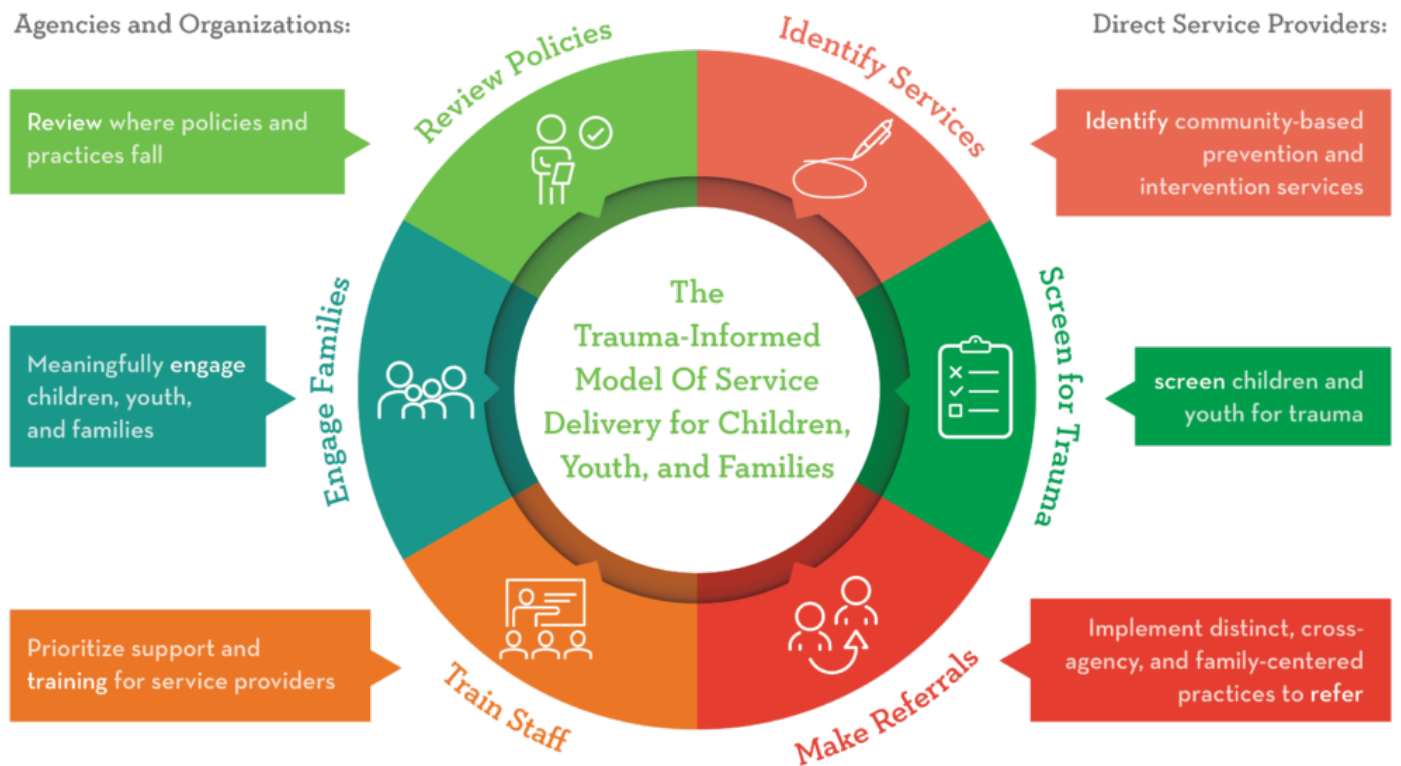 Agencies and Organizations:
Direct Service Providers:
Review Policies
Identify Services
Review where policies and
practices fall
Identify community-based
prevention and
intervention services
Engage Families
Screen for Trauma
Meaningfully engage
children, youth,
and families
The
Trauma-Informed
Model Of Service
Delivery for Children,
Youth, and Families
screen children and
youth for trauma
Prioritize support and
training for service providers
Train Staff
Make Referrals
Implement distinct, cross-
agency, and family-centered
practices to refer